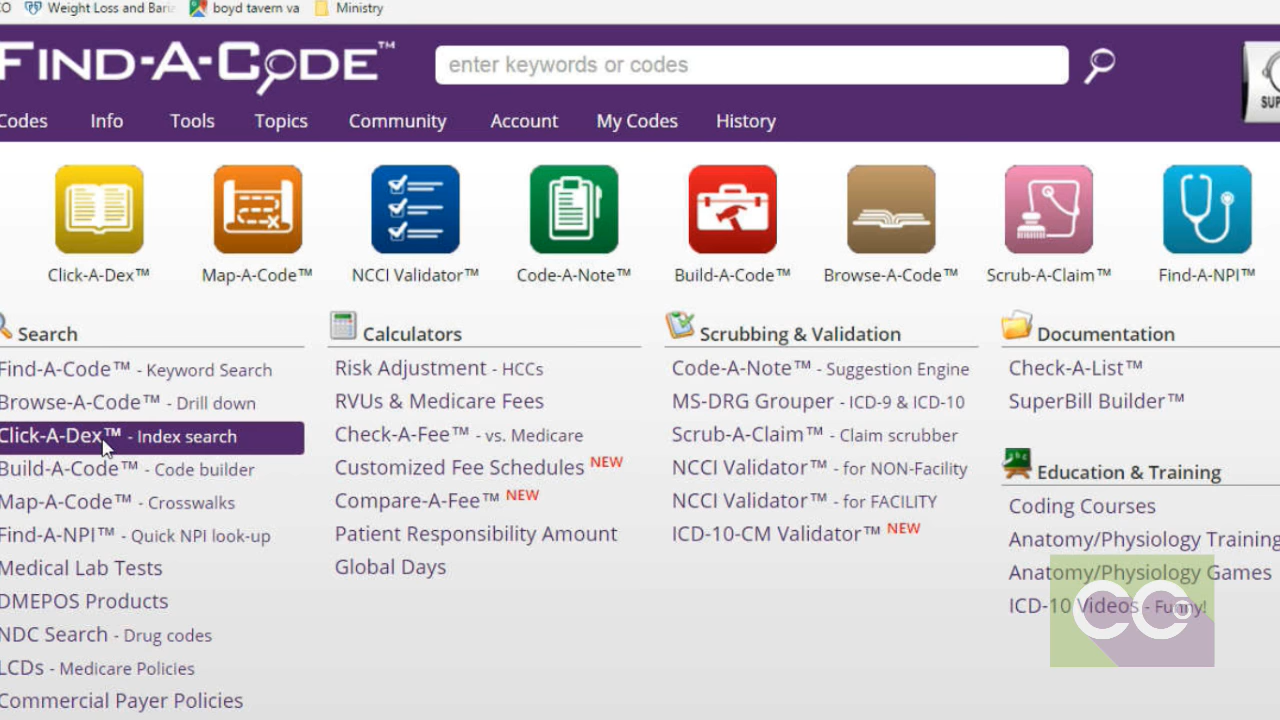 CO Weight Loss and Baria boyd tavern va Ministry
FIND-A-CODE™
enter keywords or codes
SUP
Codes Info Tools Topics Community Account My Codes History
Click-A-Dex™ Map-A-Code™ NCCI Validator™ Code-A-Note™ Build-A-Code™ Browse-A-Code™ Scrub-A-Claim™ Find-A-NPI™
Search
Find-A-Code™ - Keyword Search
Browse-A-Code™ - Drill down
Click-A-Dex™ - Index search
Build-A-Code™ - Code builder
Map-A-Code™ - Crosswalks
Find-A-NPI™ - Quick NPI look-up
Medical Lab Tests
DMEPOS Products
NDC Search - Drug codes
LCDs - Medicare Policies
Commercial Payer Policies
Calculators
Risk Adjustment - HCCs
RVUs & Medicare Fees
Check-A-Fee™ - vs. Medicare
Customized Fee Schedules NEW
Compare-A-Fee™ NEW
Patient Responsibility Amount
Global Days
Scrubbing & Validation
Code-A-Note™ - Suggestion Engine
MS-DRG Grouper - ICD-9 & ICD-10
Scrub-A-Claim™ - Claim scrubber
NCCI Validator™ - for NON-Facility
NCCI Validator™ - for FACILITY
ICD-10-CM Validator™ NEW
Documentation
Check-A-List™
SuperBill Builder™
Education & Training
Coding Courses
Anatomy/Physiology Training
Anatomy/Physiology Games
ICD-10 Videos - Funny!
CCO